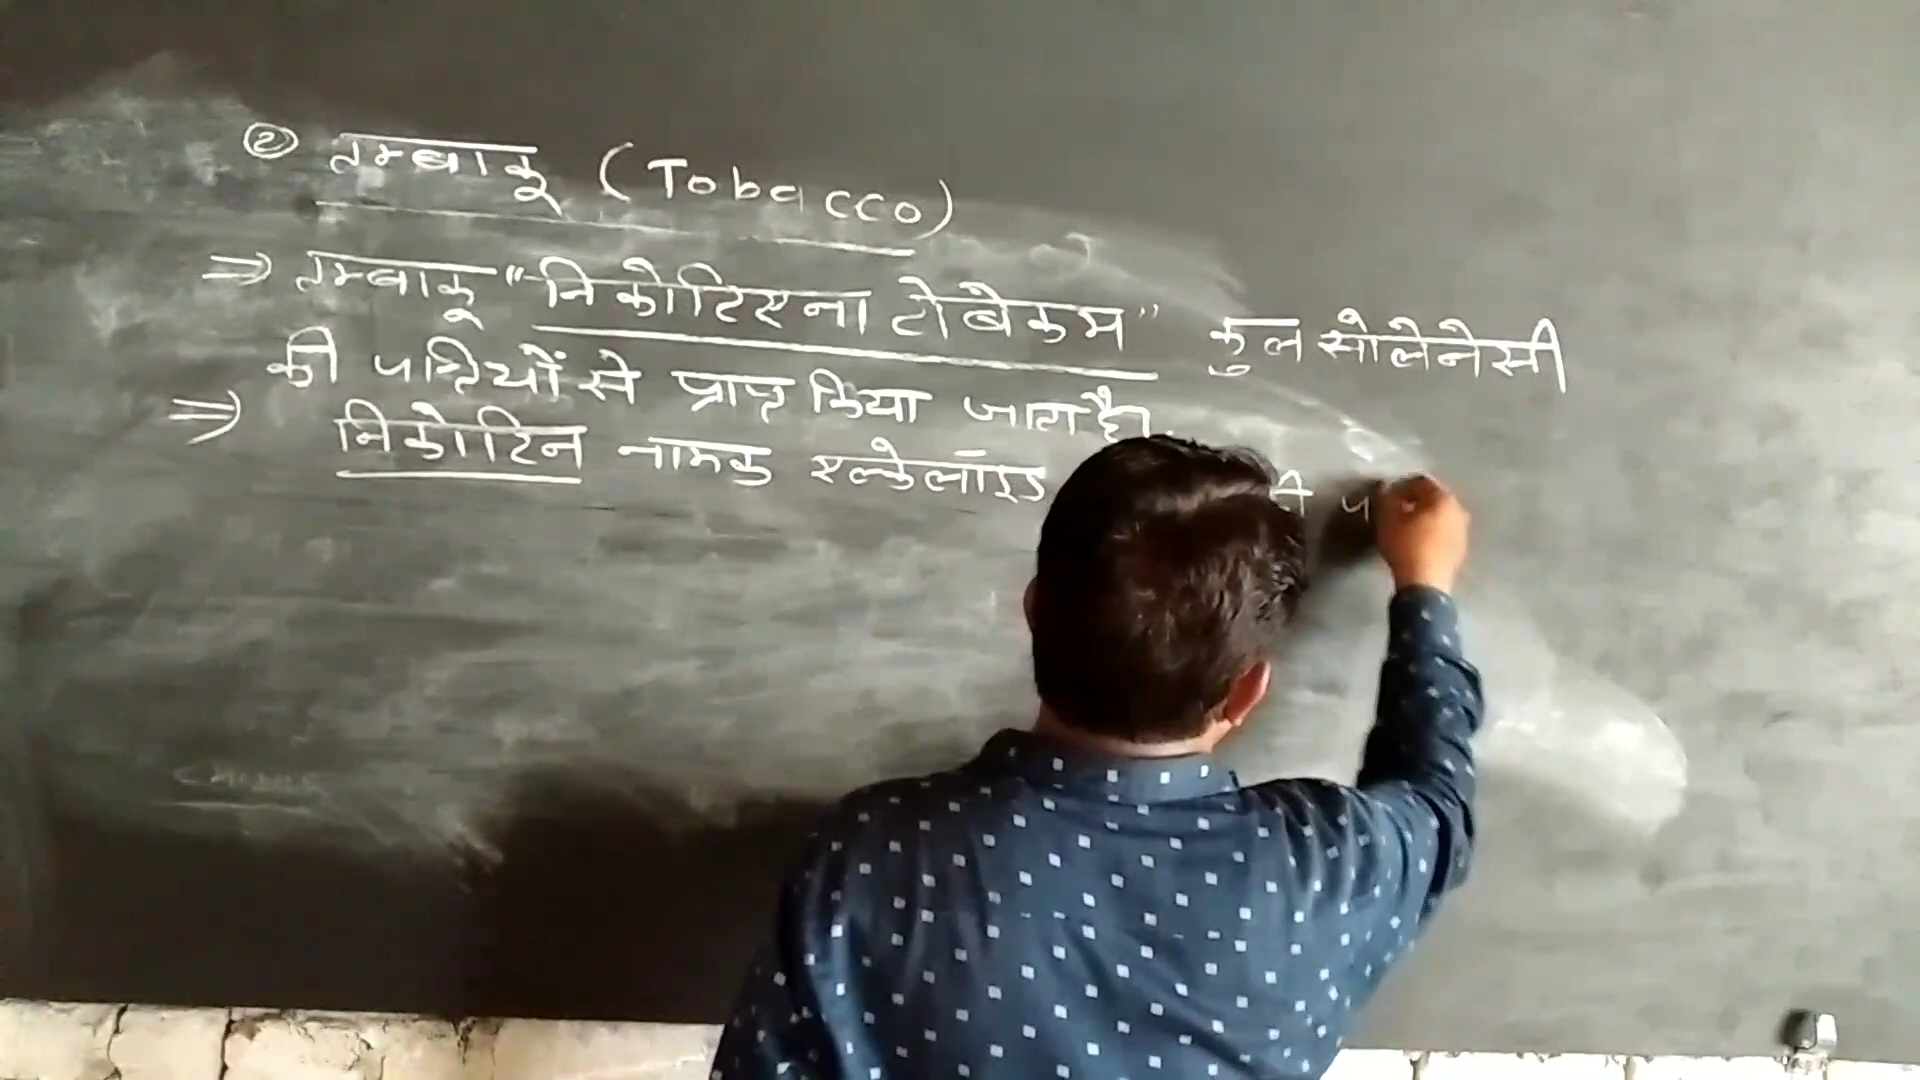 ② तम्बाकू (Tobacco)
⇒ तम्बाकू "निकोटिएना टोबेकम" कुल सोलेनेसी
की पत्तियों से प्राप्त किया जाता है।
⇒ निकोटिन नामक एल्केलॉइड